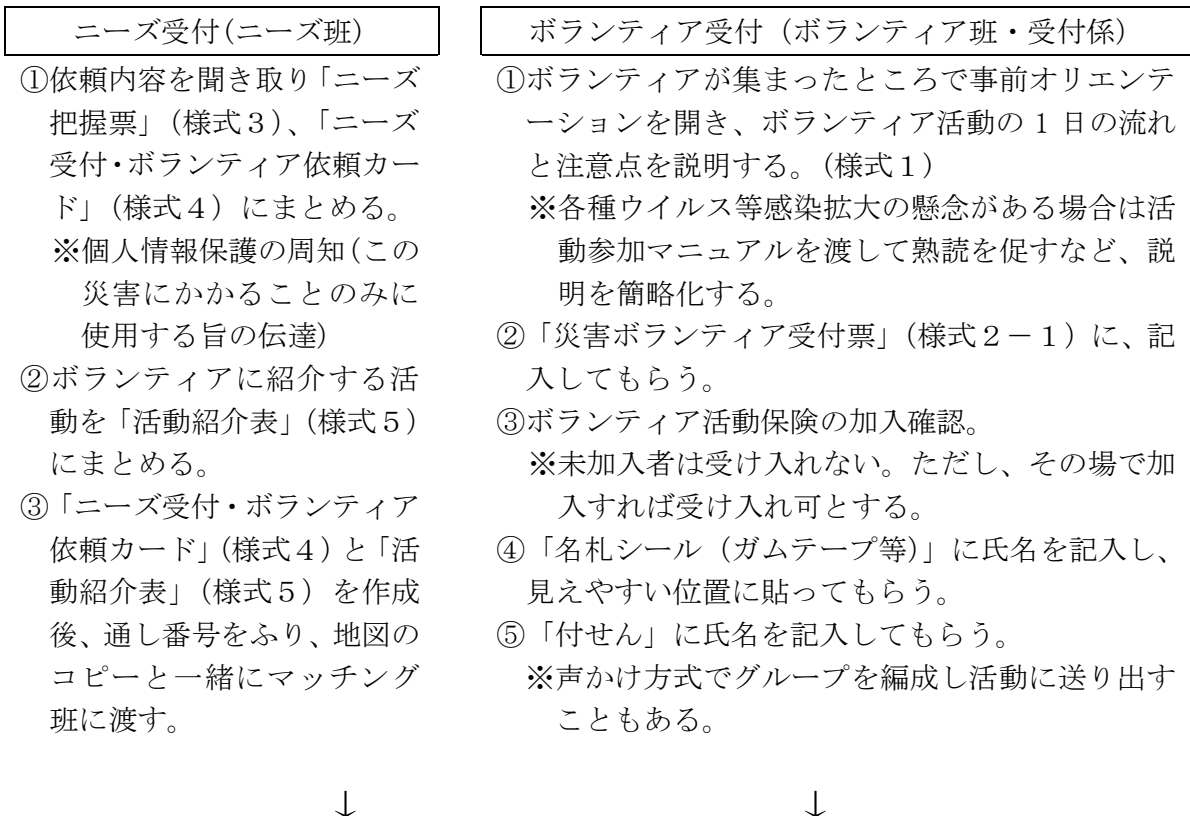 ニーズ受付(ニーズ班)
①依頼内容を聞き取り「ニーズ
把握票」(様式3)、「ニーズ
受付・ボランティア依頼カー
ド」(様式4)にまとめる。
※個人情報保護の周知(この
災害にかかることのみに
使用する旨の伝達)
②ボランティアに紹介する活
動を「活動紹介表」(様式5)
にまとめる。
③「ニーズ受付・ボランティア
依頼カード」(様式4)と「活
動紹介表」(様式5)を作成
後、通し番号をふり、地図の
コピーと一緒にマッチング
班に渡す。
↓
ボランティア受付(ボランティア班・受付係)
①ボランティアが集まったところで事前オリエンテ
ーションを開き、ボランティア活動の 1 日の流れ
と注意点を説明する。(様式1)
※各種ウイルス等感染拡大の懸念がある場合は活
動参加マニュアルを渡して熟読を促すなど、説
明を簡略化する。
②「災害ボランティア受付票」(様式2-1)に、記
入してもらう。
③ボランティア活動保険の加入確認。
※未加入者は受け入れない。ただし、その場で加
入すれば受け入れ可とする。
④「名札シール(ガムテープ等)」に氏名を記入し、
見えやすい位置に貼ってもらう。
⑤「付せん」に氏名を記入してもらう。
※声かけ方式でグループを編成し活動に送り出す
こともある。
↓